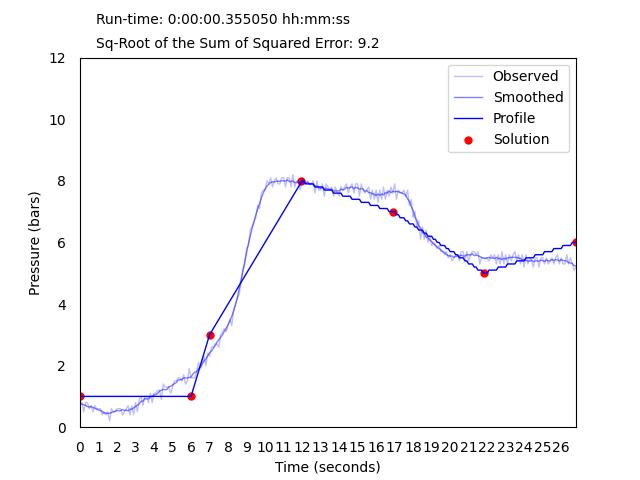 Run-time: 0:00:00.355050 hh:mm:ss
Sq-Root of the Sum of Squared Error: 9.2
12
10
8
6
4
2
0
Pressure (bars)
Observed
Smoothed
Profile
Solution
0 1 2 3 4 5 6 7 8 9 10 11 12 13 14 15 16 17 18 19 20 21 22 23 24 25 26
Time (seconds)